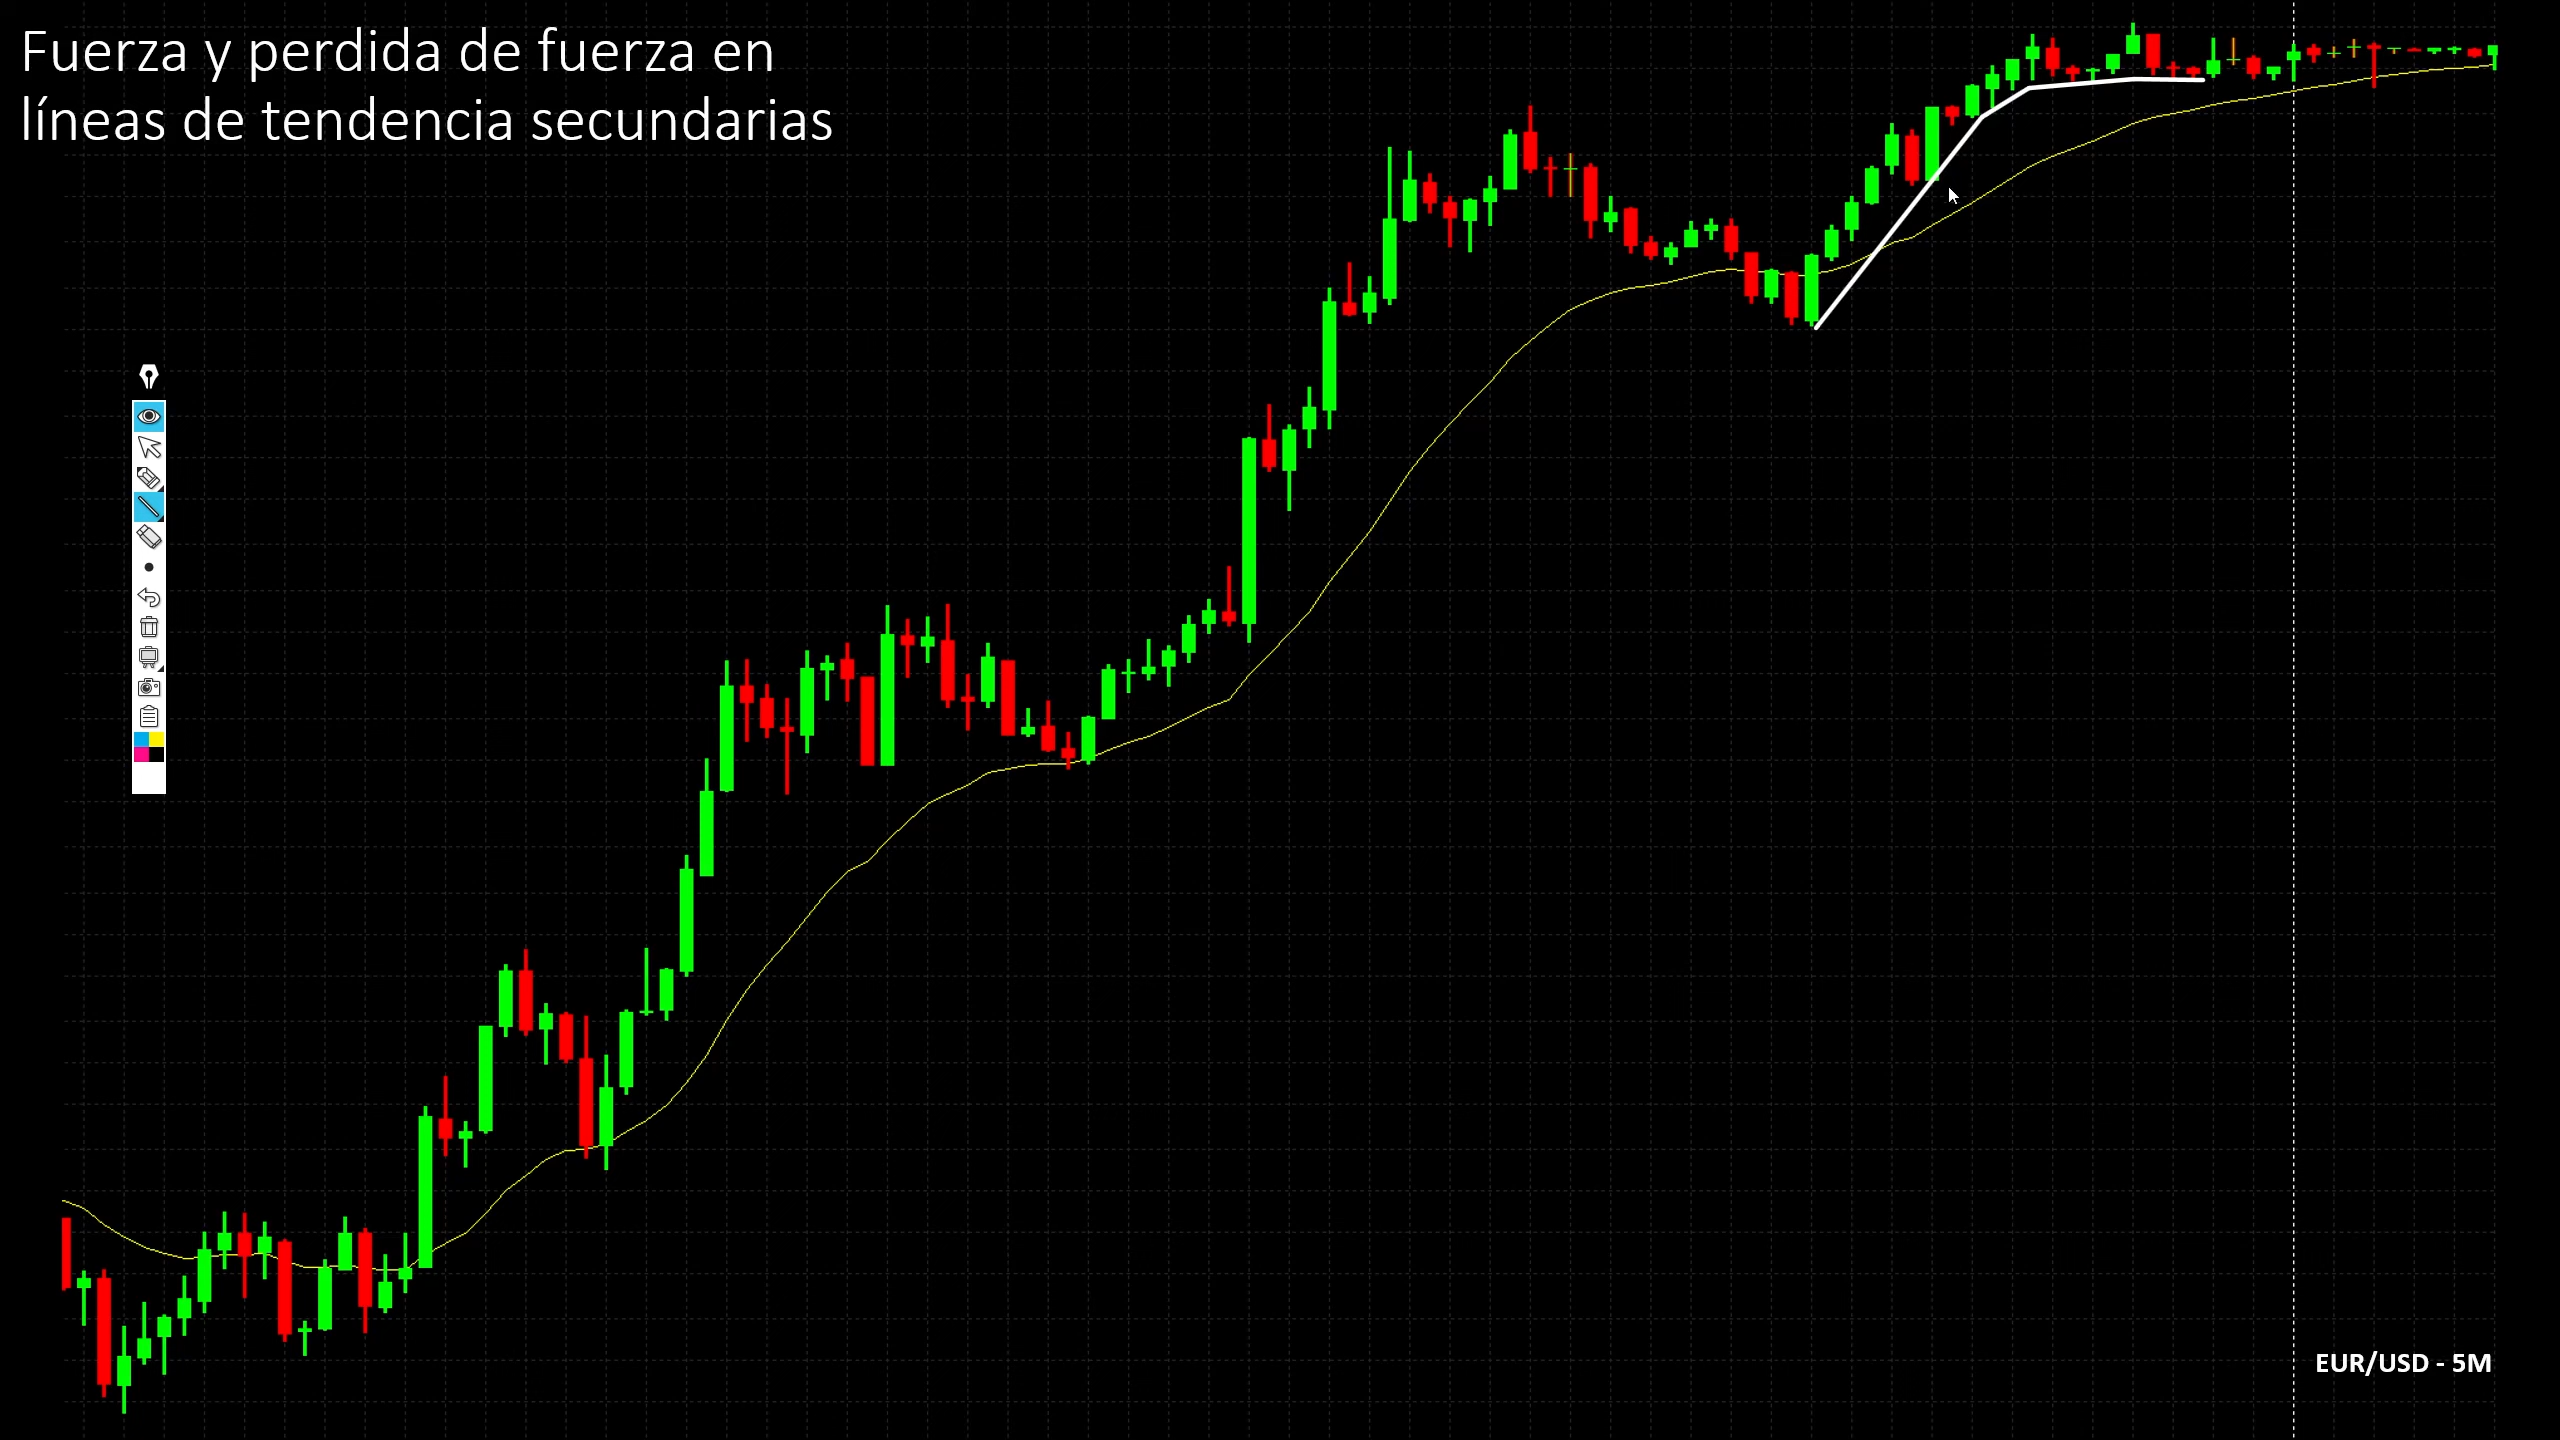 Fuerza y perdida de fuerza en
líneas de tendencia secundarias
EUR/USD - 5M